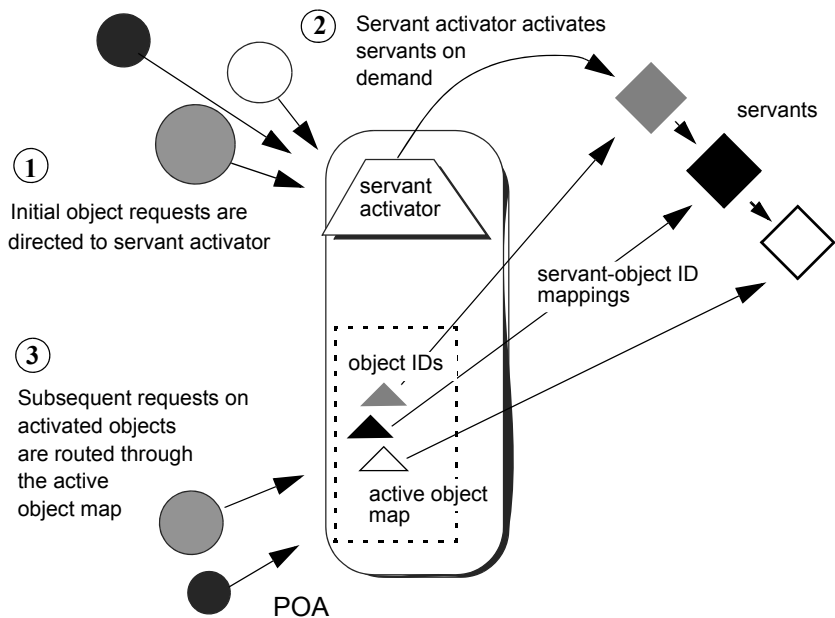 2
Servant activator activates
servants on
demand
servants
1
Initial object requests are
directed to servant activator
servant
activator
servant-object ID
mappings
3
Subsequent requests on
activated objects
are routed through
the active
object map
object IDs
active object
map
POA